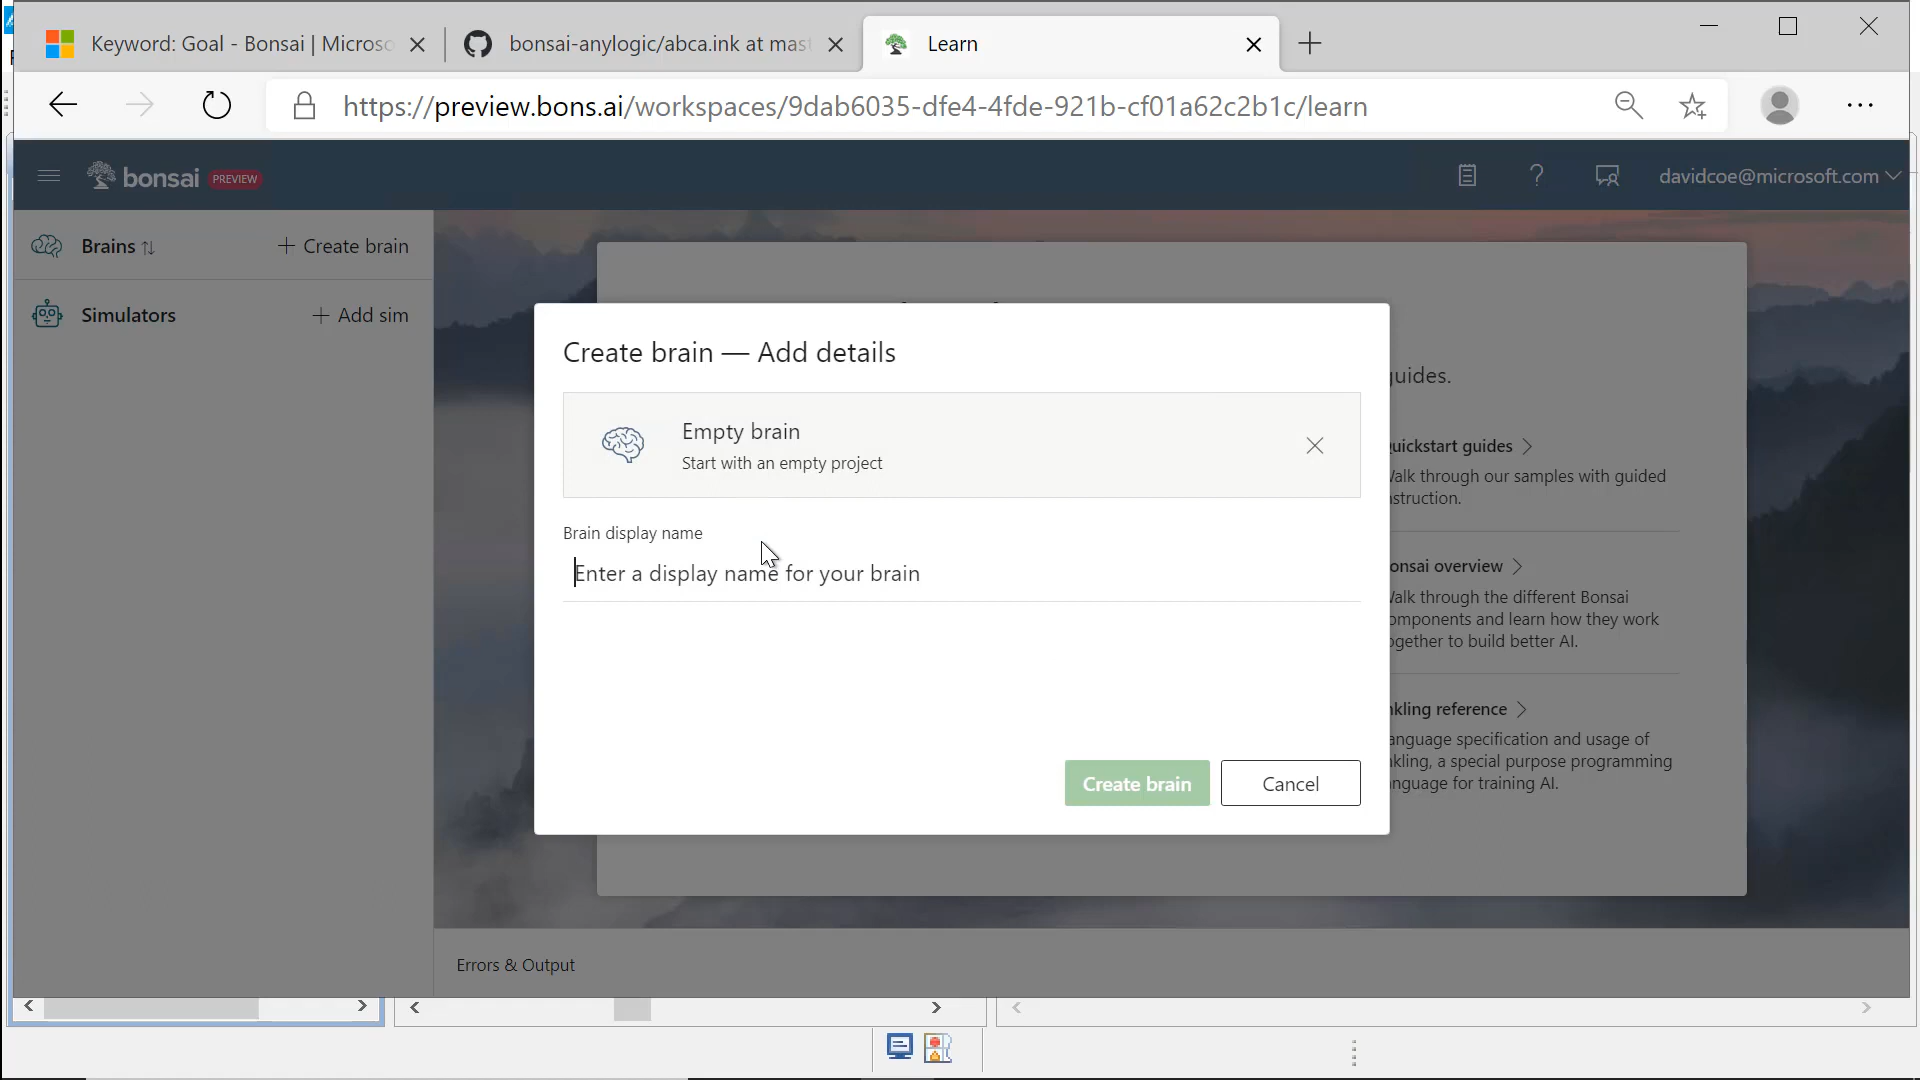 Keyword: Goal - Bonsai | Micros
bonsai-anylogic/abca.ink at mas
Learn
https://preview.bons.ai/workspaces/9dab6035-dfe4-4fde-921b-cf01a62c2b1c/learn
bonsai PREVIEW
davidcoe@microsoft.com
Brains
+ Create brain
Simulators
+ Add sim
Create brain — Add details
Empty brain
Start with an empty project
Brain display name
Enter a display name for your brain
Create brain
Cancel
guides.
uickstart guides
alk through our samples with guided
struction.
onsai overview
alk through the different Bonsai
mponents and learn how they work
gether to build better AI.
kling reference
anguage specification and usage of
kling, a special purpose programming
nguage for training AI.
Errors & Output